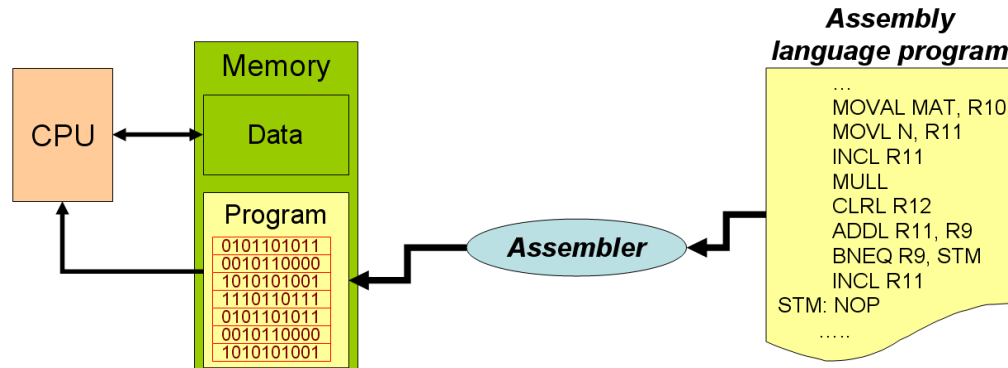 Assembly
language program
Memory
CPU
Data
Program
0101101011
0010110000
1010101001
1110110111
0101101011
0010110000
1010101001
Assembler
...
MOVAL MAT, R10
MOVL N, R11
INCL R11
MULL
CLRL R12
ADDL R11, R9
BNEQ R9, STM
INCL R11
STM: NOP
.....